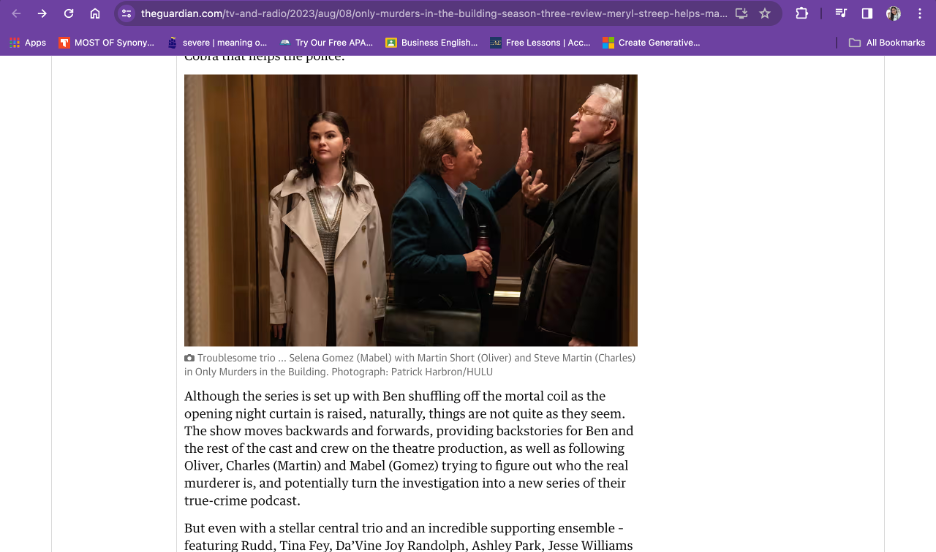 theguardian.com/tv-and-radio/2023/aug/08/only-murders-in-the-building-season-three-review-meryl-streep-helps-ma...
Apps MOST OF Synony... severe | meaning o... Try Our Free APA... Business English... Free Lessons | Acc... Create Generative... All Bookmarks
Cobra that helps the police.
Troublesome trio ... Selena Gomez (Mabel) with Martin Short (Oliver) and Steve Martin (Charles)
in Only Murders in the Building. Photograph: Patrick Harbron/HULU
Although the series is set up with Ben shuffling off the mortal coil as the
opening night curtain is raised, naturally, things are not quite as they seem.
The show moves backwards and forwards, providing backstories for Ben and
the rest of the cast and crew on the theatre production, as well as following
Oliver, Charles (Martin) and Mabel (Gomez) trying to figure out who the real
murderer is, and potentially turn the investigation into a new series of their
true-crime podcast.
But even with a stellar central trio and an incredible supporting ensemble –
featuring Rudd, Tina Fey, Da’Vine Joy Randolph, Ashley Park, Jesse Williams